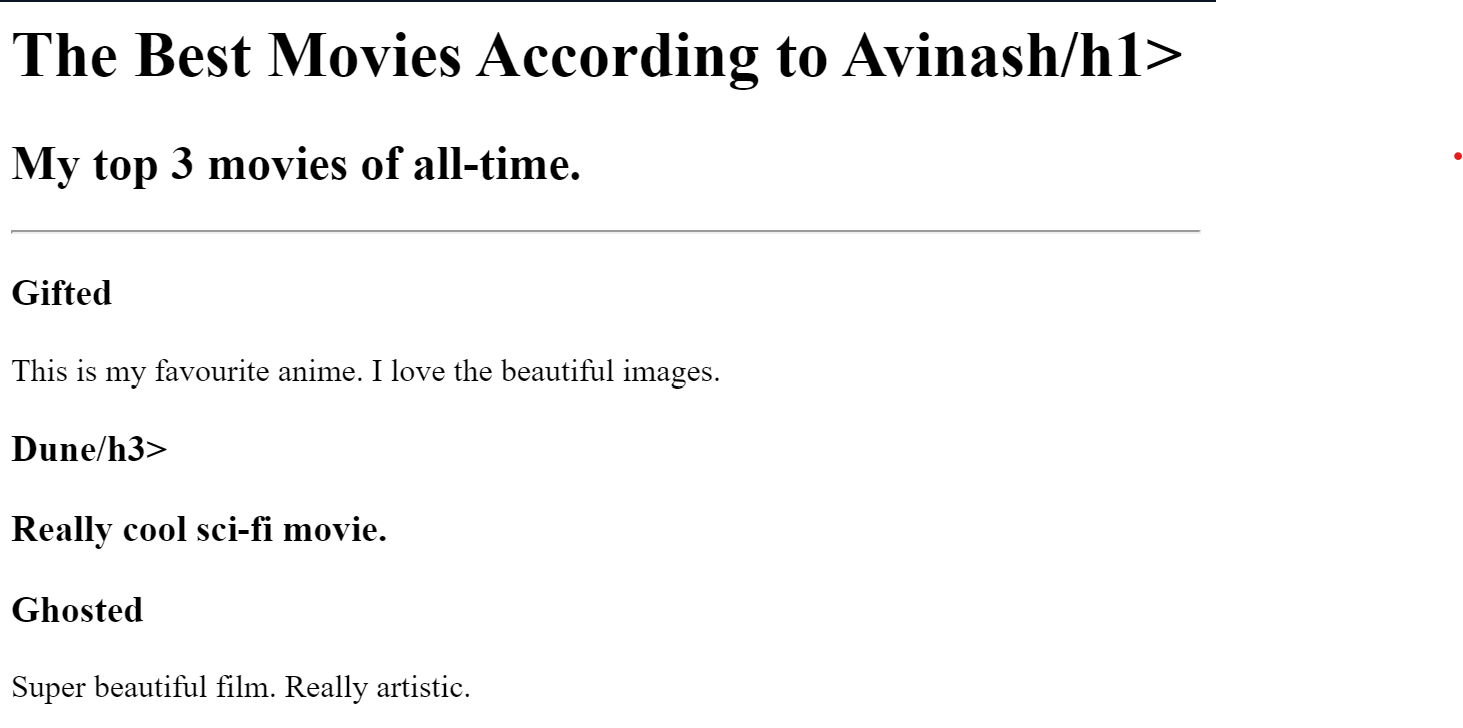 The Best Movies According to Avinash/h1>
My top 3 movies of all-time.
Gifted
This is my favourite anime. I love the beautiful images.
Dune/h3>
Really cool sci-fi movie.
Ghosted
Super beautiful film. Really artistic.